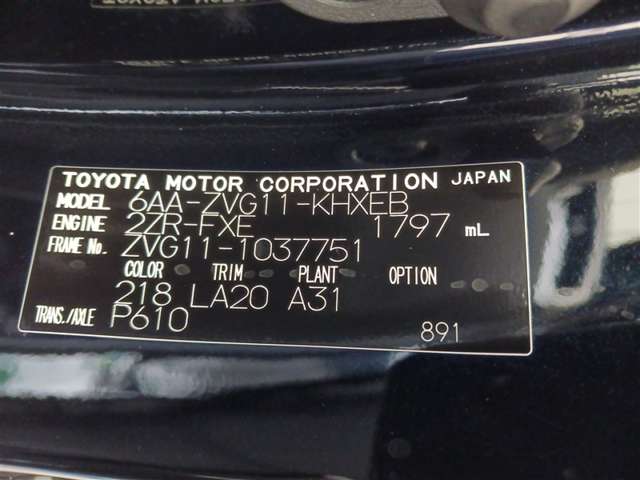 TOYOTA MOTOR CORPORATION JAPAN
MODEL 6AA-ZVG11-KHXEB
ENGINE 2ZR-FXE 1797 mL
FRAME No. ZVG11-1037751
COLOR TRIM PLANT OPTION
218 LA20 A31
TRANS./AXLE P610
891